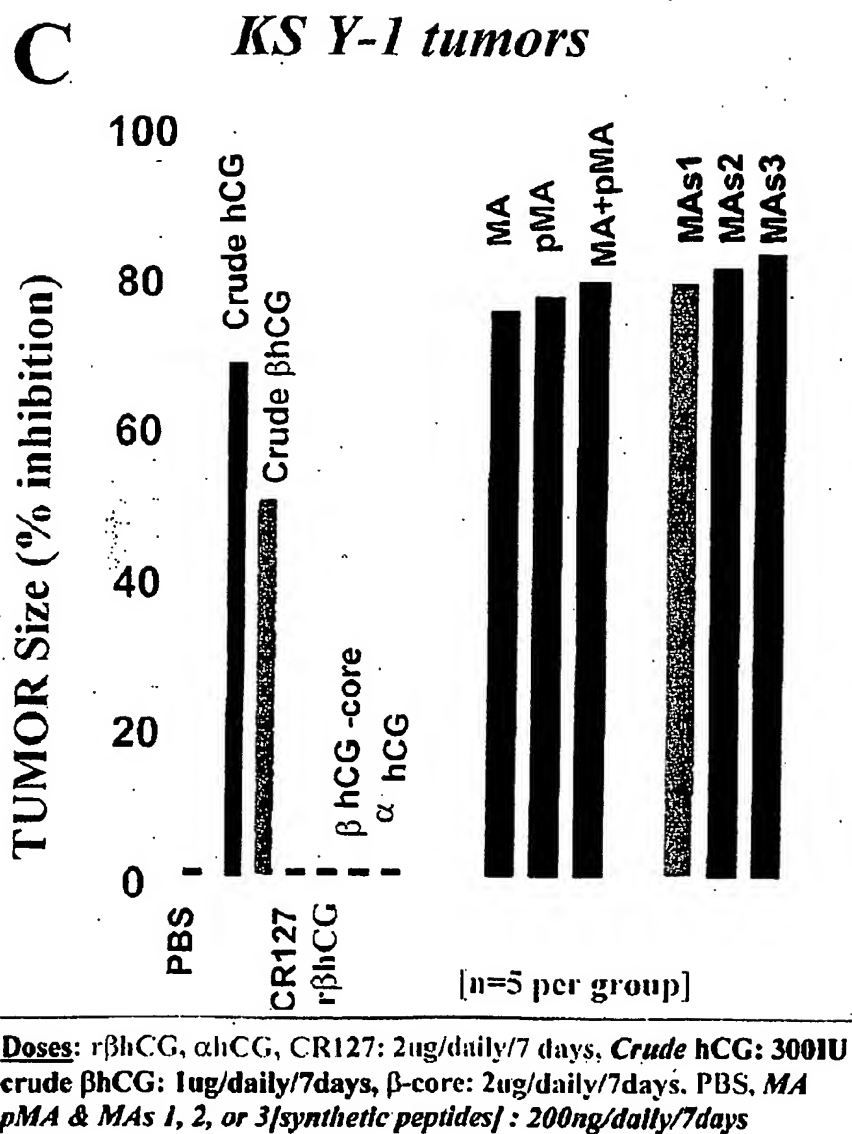 C
KS Y-1 tumors
TUMOR Size (% inhibition)
100
80
60
40
20
0
PBS
Crude hCG
Crude βhCG
CR127
rβhCG
β hCG -core
α hCG
MA
pMA
MA+pMA
MAs1
MAs2
MAs3
[n=5 per group]
Doses: rβhCG, αhCG, CR127: 2ug/daily/7 days, Crude hCG: 300IU
crude βhCG: 1ug/daily/7days, β-core: 2ug/daily/7days. PBS, MA
pMA & MAs 1, 2, or 3[synthetic peptides] : 200ng/daily/7days